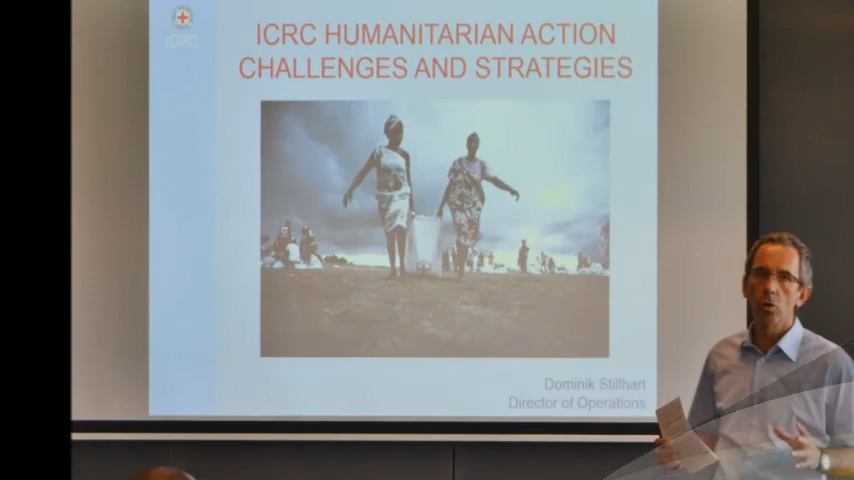 ICRC
ICRC HUMANITARIAN ACTION
CHALLENGES AND STRATEGIES
Dominik Stillhart
Director of Operations